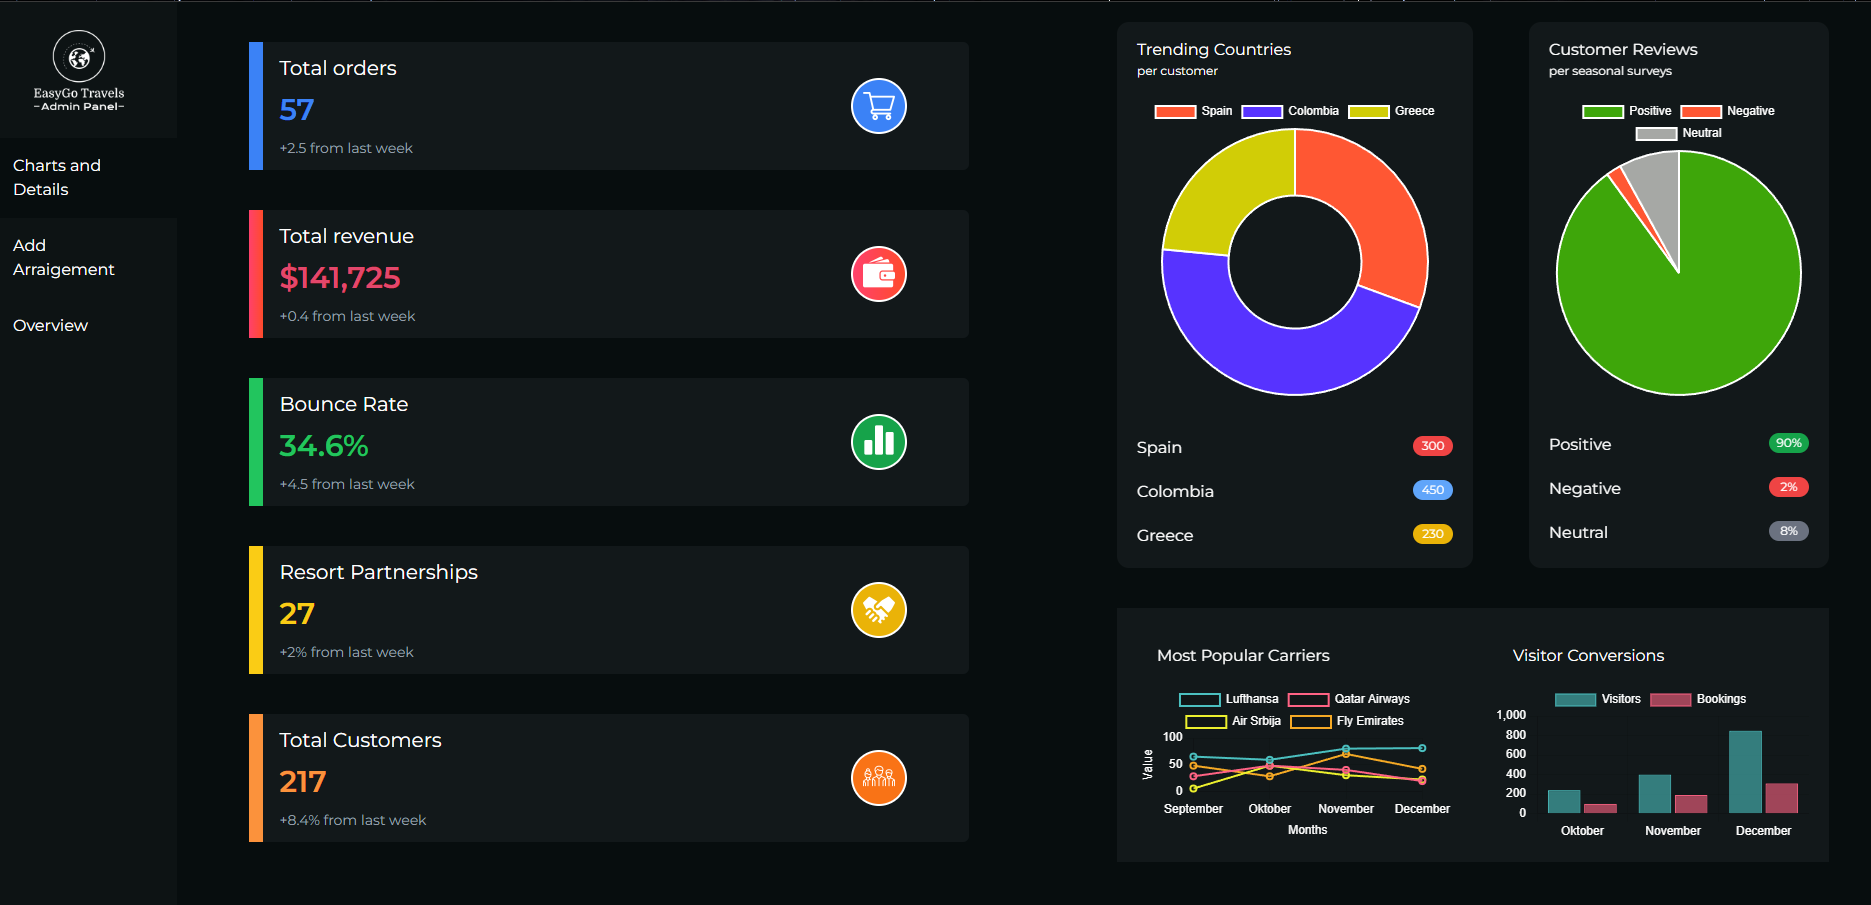 EasyGo Travels
-Admin Panel-
Charts and
Details
Add
Arraigement
Overview
Total orders
57
+2.5 from last week
Total revenue
$141,725
+0.4 from last week
Bounce Rate
34.6%
+4.5 from last week
Resort Partnerships
27
+2% from last week
Total Customers
217
+8.4% from last week
Trending Countries
per customer
Spain Colombia Greece
Spain 300
Colombia 450
Greece 230
Customer Reviews
per seasonal surveys
Positive Negative
Neutral
Positive 90%
Negative 2%
Neutral 8%
Most Popular Carriers
Lufthansa Qatar Airways
Air Srbija Fly Emirates
100
50
0
Value
September Oktober November December
Months
Visitor Conversions
Visitors Bookings
1,000
800
600
400
200
0
Oktober November December